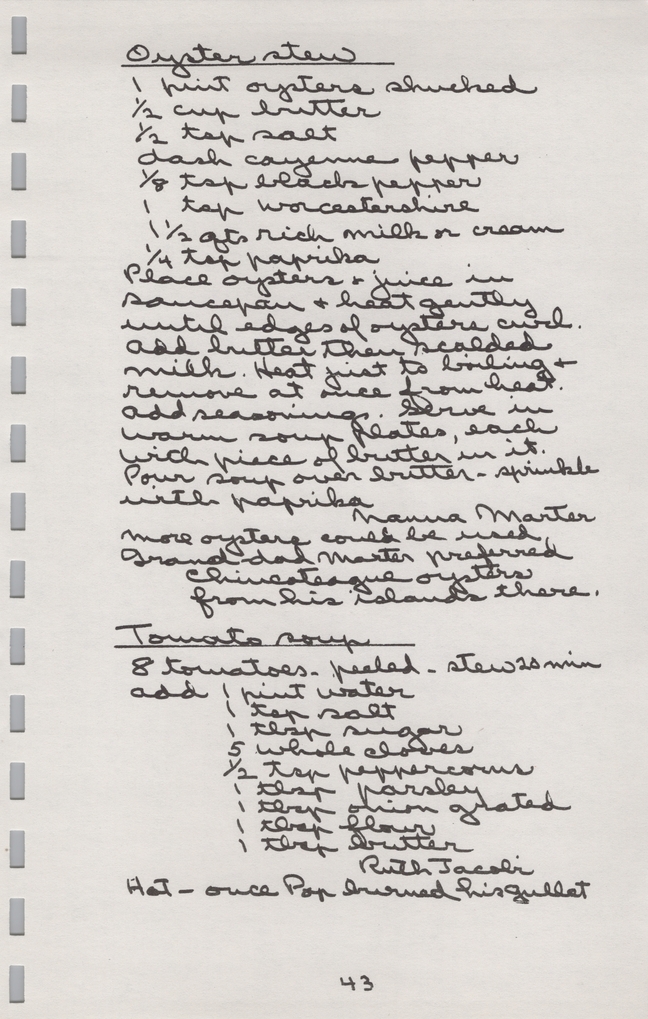 Oyster stew
1 pint oysters shucked
1/2 cup butter
1/2 tsp salt
dash cayenne pepper
1/8 tsp black pepper
1 tsp worcestershire
1 1/2 qts rich milk or cream
1/4 tsp paprika
Place oysters + juice in
saucepan + heat gently
until edges of oysters curl.
add butter then scalded
milk. Heat just to boiling +
remove at once from heat.
add seasonings. Serve in
warm soup plates, each
with piece of butter in it.
Pour soup over butter - sprinkle
with paprika
Nanna Marter
more oysters could be used,
Grand-dad Marter preferred
Chincoteague oysters
from his islands there.
Tomato soup
8 tomatoes - peeled - stew 20 min
add 1 pint water
1 tsp salt
1 tbsp sugar
5 whole cloves
1/2 tsp peppercorns
1 tbsp parsley
1 tbsp onion grated
1 tbsp flour
1 tbsp butter
Ruth Jacobi
Hot - once Pop burned his gullet
43